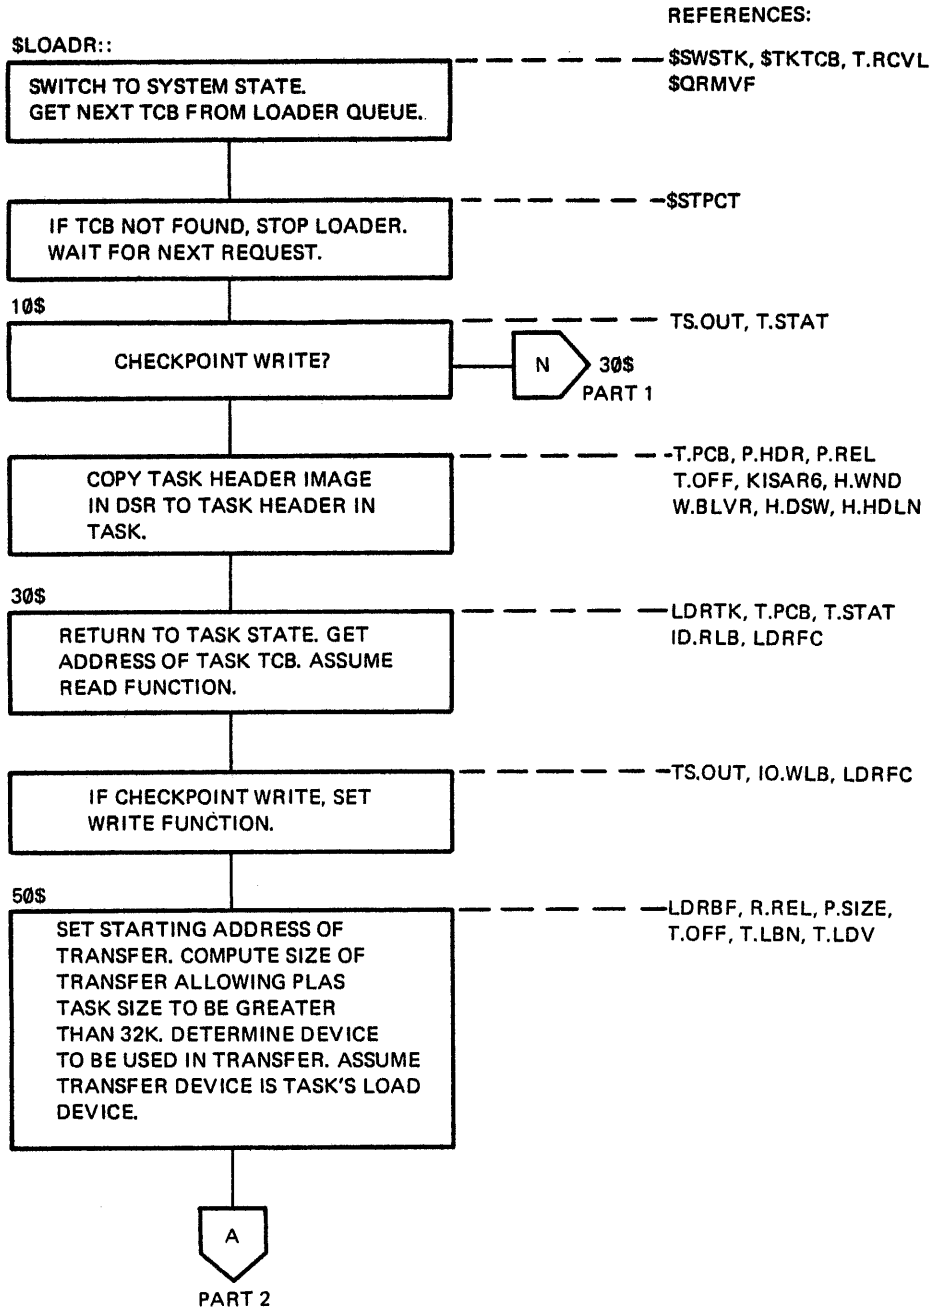 REFERENCES:
$LOADR::
$SWSTK, $TKTCB, T.RCVL
$QRMVF
SWITCH TO SYSTEM STATE.
GET NEXT TCB FROM LOADER QUEUE.
$STPCT
IF TCB NOT FOUND, STOP LOADER.
WAIT FOR NEXT REQUEST.
10$
TS.OUT, T.STAT
CHECKPOINT WRITE?
N
30$
PART 1
T.PCB, P.HDR, P.REL
T.OFF, KISAR6, H.WND
W.BLVR, H.DSW, H.HDLN
COPY TASK HEADER IMAGE
IN DSR TO TASK HEADER IN
TASK.
30$
LDRTK, T.PCB, T.STAT
ID.RLB, LDRFC
RETURN TO TASK STATE. GET
ADDRESS OF TASK TCB. ASSUME
READ FUNCTION.
TS.OUT, IO.WLB, LDRFC
IF CHECKPOINT WRITE, SET
WRITE FUNCTION.
50$
LDRBF, R.REL, P.SIZE,
T.OFF, T.LBN, T.LDV
SET STARTING ADDRESS OF
TRANSFER. COMPUTE SIZE OF
TRANSFER ALLOWING PLAS
TASK SIZE TO BE GREATER
THAN 32K. DETERMINE DEVICE
TO BE USED IN TRANSFER. ASSUME
TRANSFER DEVICE IS TASK'S LOAD
DEVICE.
A
PART 2